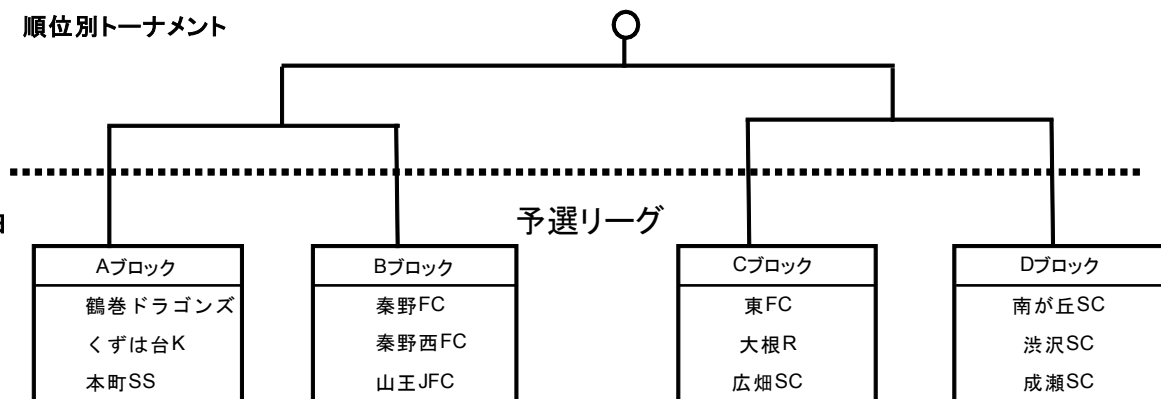 順位別トーナメント
予選リーグ
Aブロック
鶴巻ドラゴンズ
くずは台K
本町SS
Bブロック
秦野FC
秦野西FC
山王JFC
Cブロック
東FC
大根R
広畑SC
Dブロック
南が丘SC
渋沢SC
成瀬SC